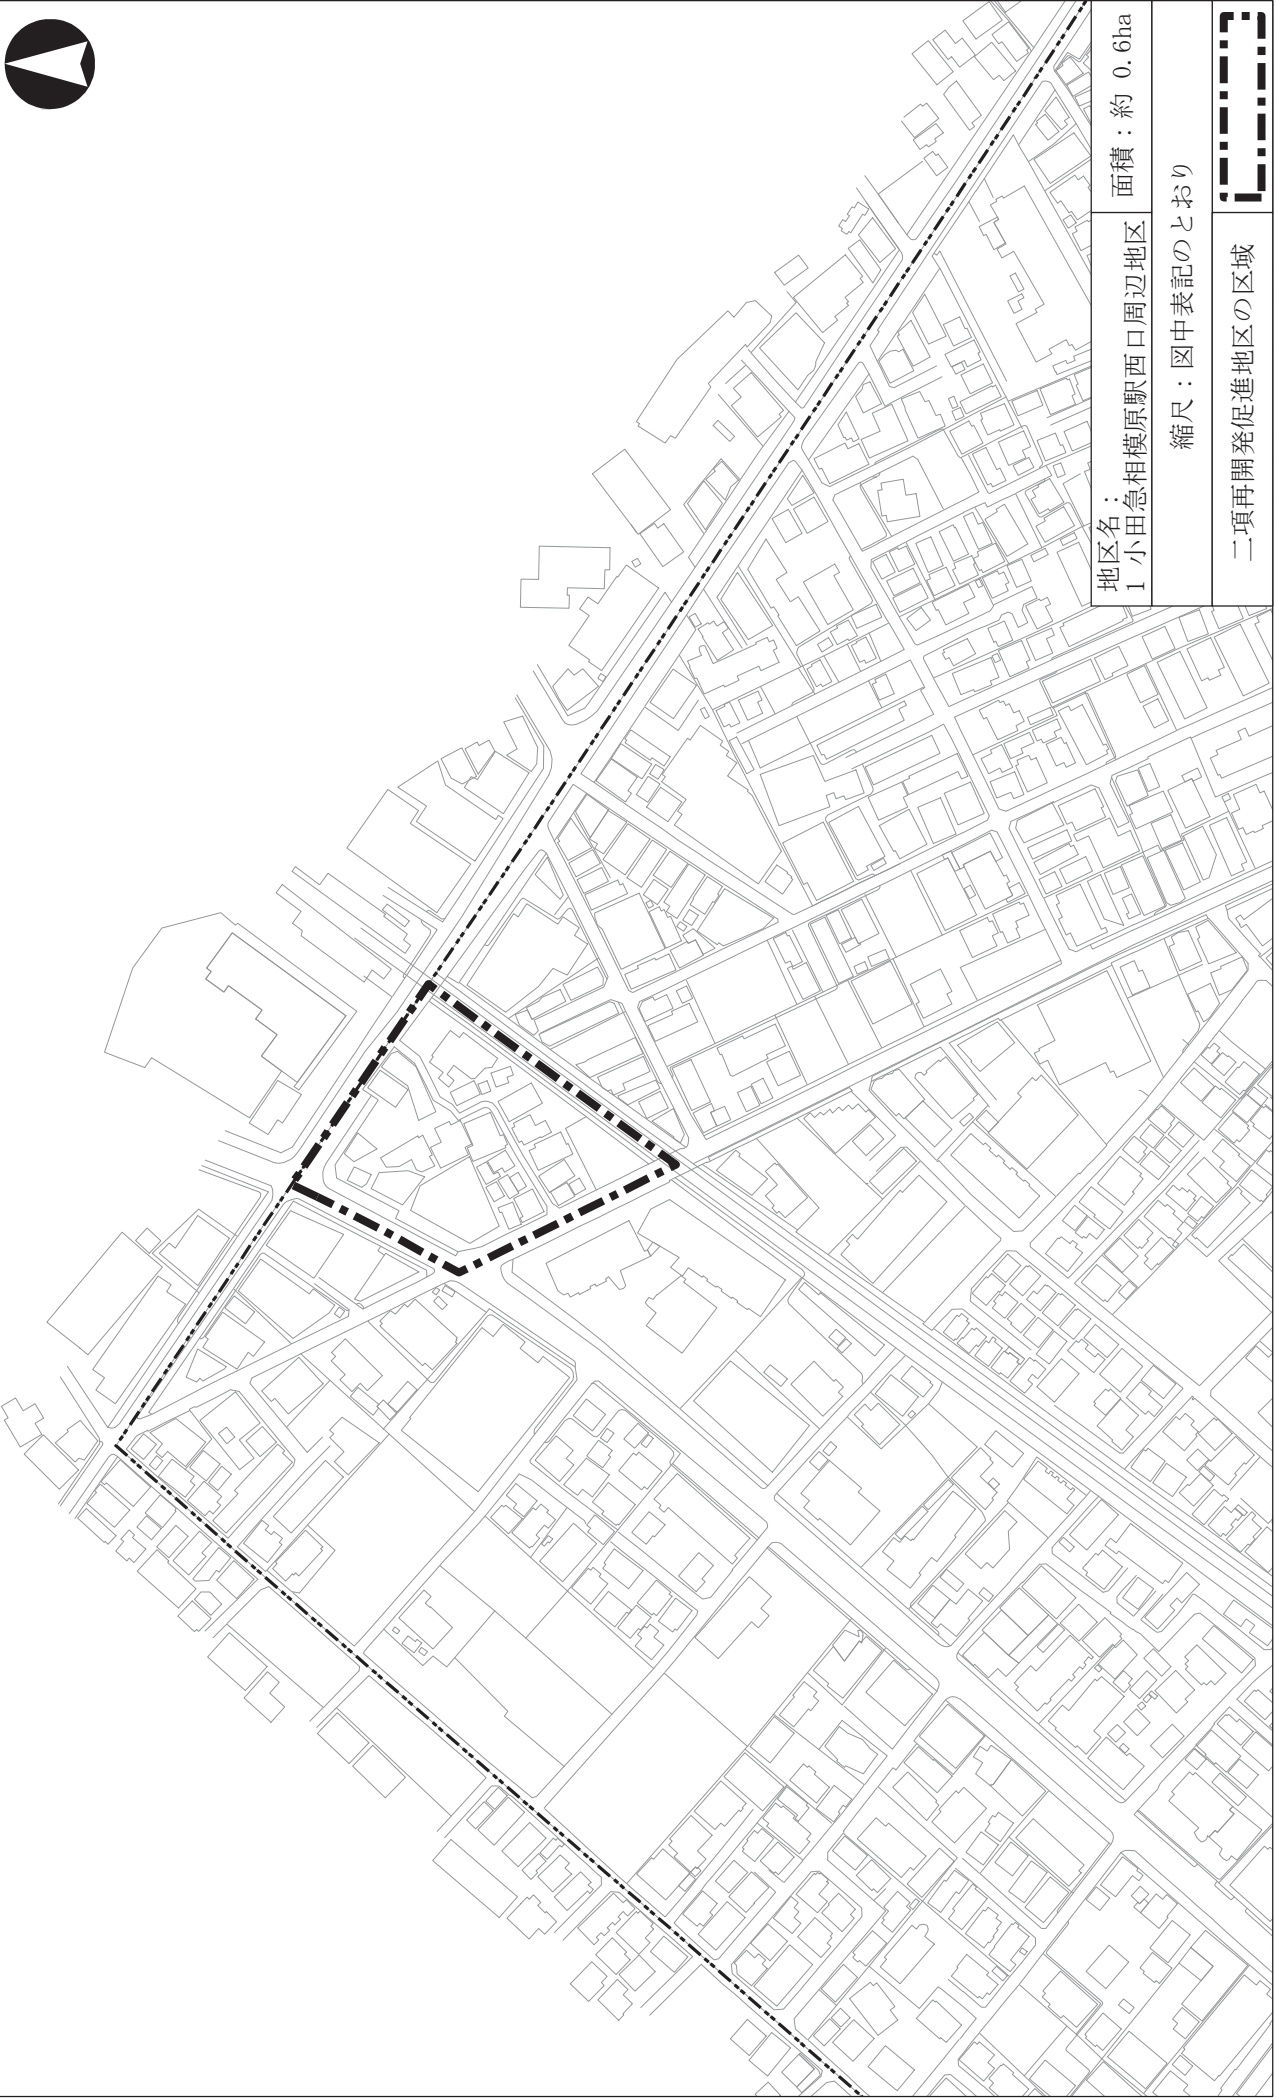 地区名：
1 小田急相模原駅西口周辺地区
面積：約 0.6ha
縮尺：図中表記のとおり
二項再開発促進地区の区域